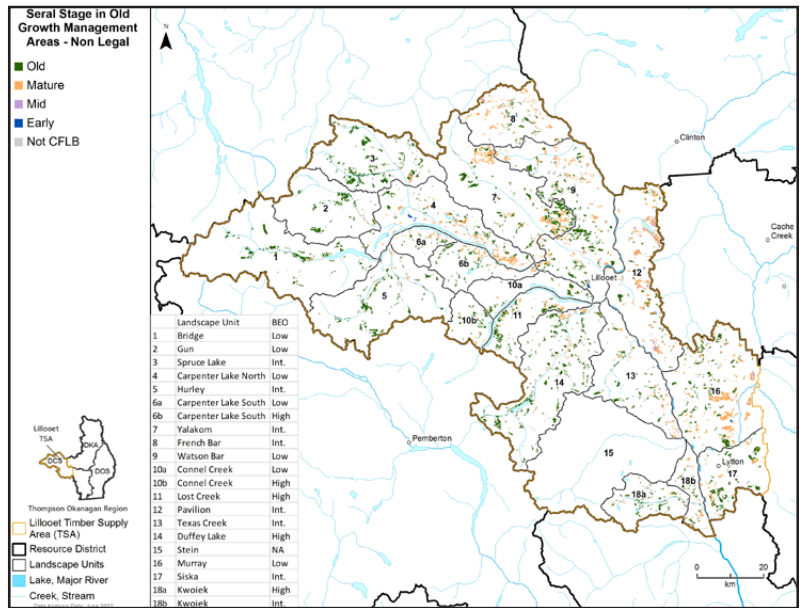 Seral Stage in Old
Growth Management
Areas - Non Legal
Old
Mature
Mid
Early
Not CFLB
N
Clinton
Cache
Creek
Lillooet
Pemberton
Lytton
1
2
3
4
5
6a
6b
7
8
9
10a
10b
11
12
13
14
15
16
17
18a
18b
Landscape Unit BEO
1 Bridge Low
2 Gun Low
3 Spruce Lake Int.
4 Carpenter Lake North Low
5 Hurley Int.
6a Carpenter Lake South Low
6b Carpenter Lake South High
7 Yalakom Int.
8 French Bar Int.
9 Watson Bar Low
10a Connel Creek Low
10b Connel Creek High
11 Lost Creek High
12 Pavilion Int.
13 Texas Creek Int.
14 Duffey Lake High
15 Stein NA
16 Murray Low
17 Siska Int.
18a Kwoiek High
18b Kwoiek Int.
Lillooet
TSA
DKA
DCS
DOS
Thompson Okanagan Region
Lillooet Timber Supply
Area (TSA)
Resource District
Landscape Units
Lake, Major River
Creek, Stream
0 20
km